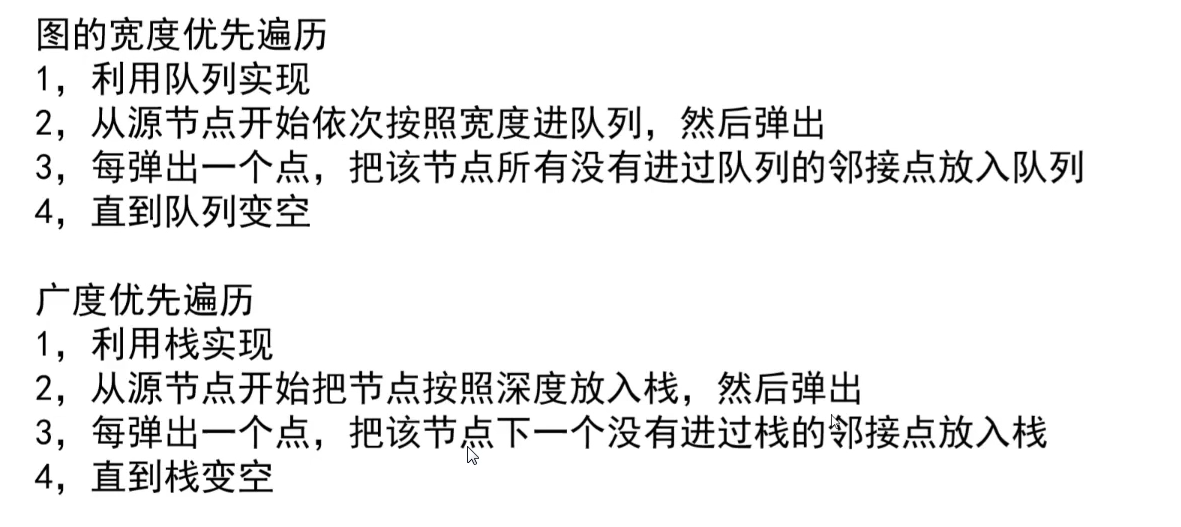 图的宽度优先遍历
1，利用队列实现
2，从源节点开始依次按照宽度进队列，然后弹出
3，每弹出一个点，把该节点所有没有进过队列的邻接点放入队列
4，直到队列变空
广度优先遍历
1，利用栈实现
2，从源节点开始把节点按照深度放入栈，然后弹出
3，每弹出一个点，把该节点下一个没有进过栈的邻接点放入栈
4，直到栈变空